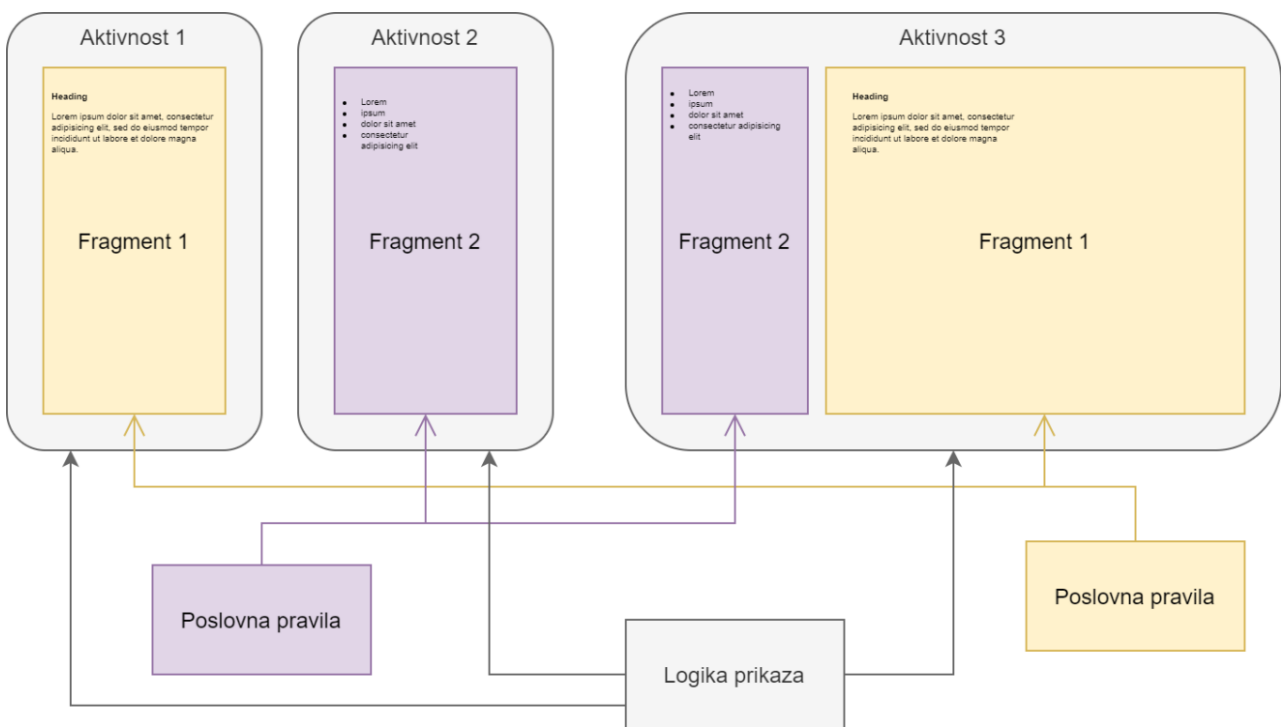 Aktivnost 1
Heading
Lorem ipsum dolor sit amet, consectetur
adipisicing elit, sed do eiusmod tempor
incididunt ut labore et dolore magna
aliqua.
Fragment 1
Aktivnost 2
Lorem
ipsum
dolor sit amet
consectetur
adipisicing elit
Fragment 2
Aktivnost 3
Lorem
ipsum
dolor sit amet
consectetur adipisicing
elit
Fragment 2
Heading
Lorem ipsum dolor sit amet, consectetur
adipisicing elit, sed do eiusmod tempor
incididunt ut labore et dolore magna
aliqua.
Fragment 1
Poslovna pravila
Logika prikaza
Poslovna pravila